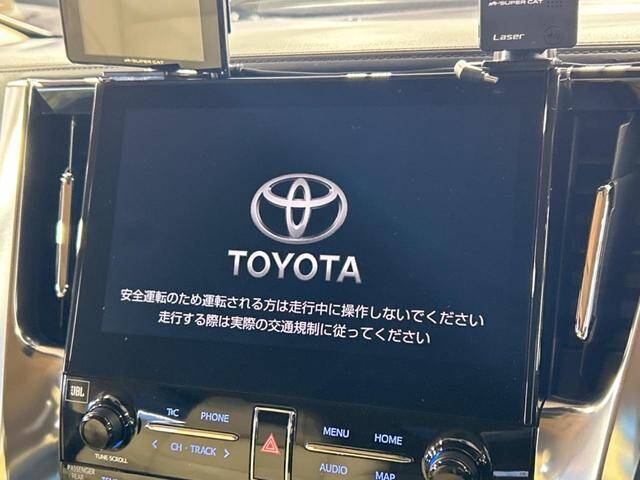 SUPER CAT
SUPER CAT
Laser
TOYOTA
安全運転のため運転される方は走行中に操作しないでください
走行する際は実際の交通規制に従ってください
JBL
T/C PHONE
MENU HOME
TUNE·SCROLL
< CH · TRACK >
AUDIO MAP
PASSENGER
REAR